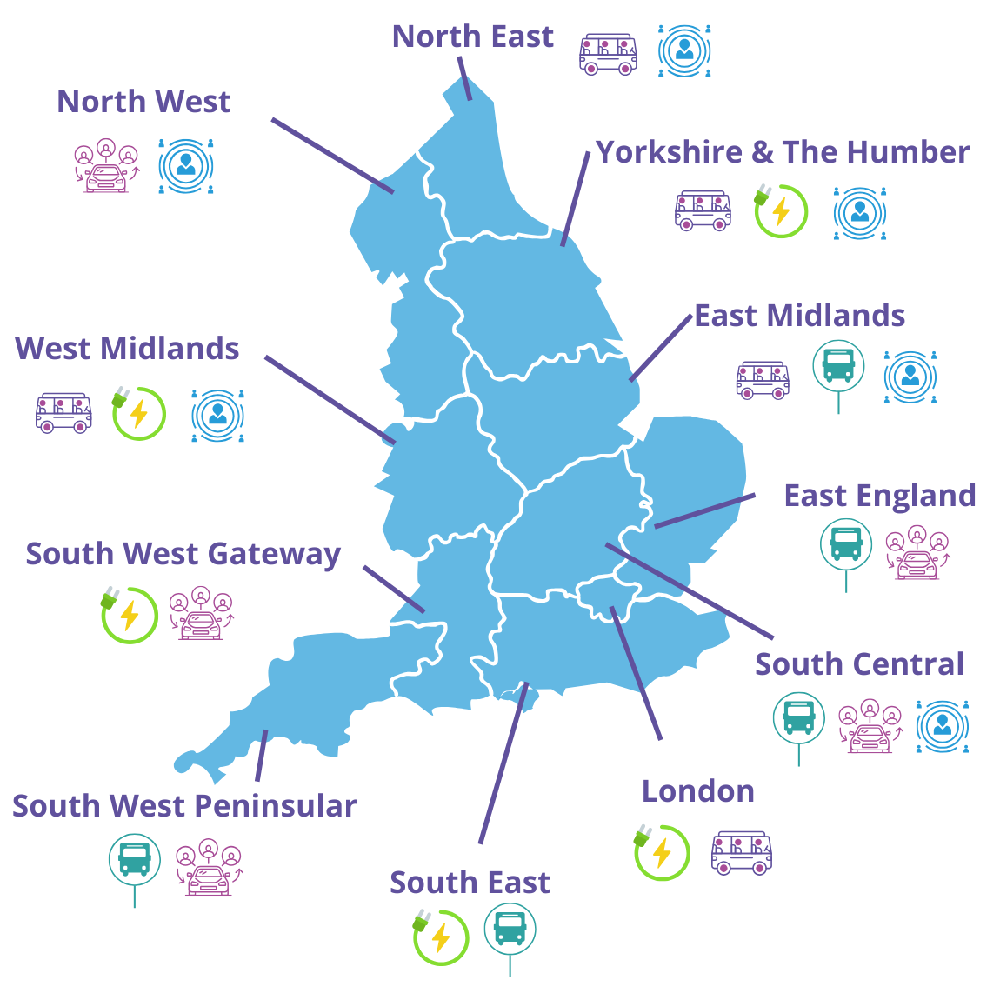 North East
North West
Yorkshire & The Humber
East Midlands
West Midlands
East England
South West Gateway
South Central
London
South West Peninsular
South East